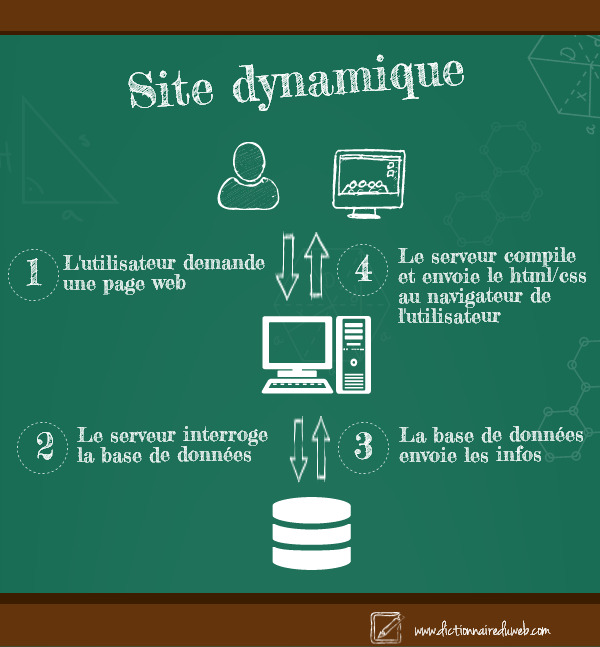 Site dynamique
1
L'utilisateur demande
une page web
4
Le serveur compile
et envoie le html/css
au navigateur de
l'utilisateur
2
Le serveur interroge
la base de données
3
La base de données
envoie les infos
www.dictionnaireduweb.com